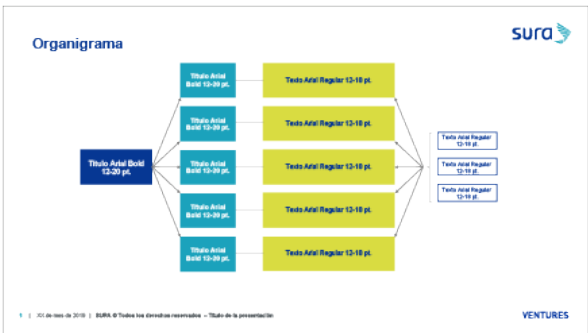 Organigrama
sura
Título Arial
Bold 12-20 pt.
Texto Arial Regular 12-18 pt.
Título Arial
Bold 12-20 pt.
Texto Arial Regular 12-18 pt.
Título Arial Bold
12-20 pt.
Título Arial
Bold 12-20 pt.
Texto Arial Regular 12-18 pt.
Título Arial
Bold 12-20 pt.
Texto Arial Regular 12-18 pt.
Título Arial
Bold 12-20 pt.
Texto Arial Regular 12-18 pt.
Texto Arial Regular
12-18 pt.
Texto Arial Regular
12-18 pt.
Texto Arial Regular
12-18 pt.
1 | XX de mes de 2018 | SURA © Todos los derechos reservados – Título de la presentación
VENTURES